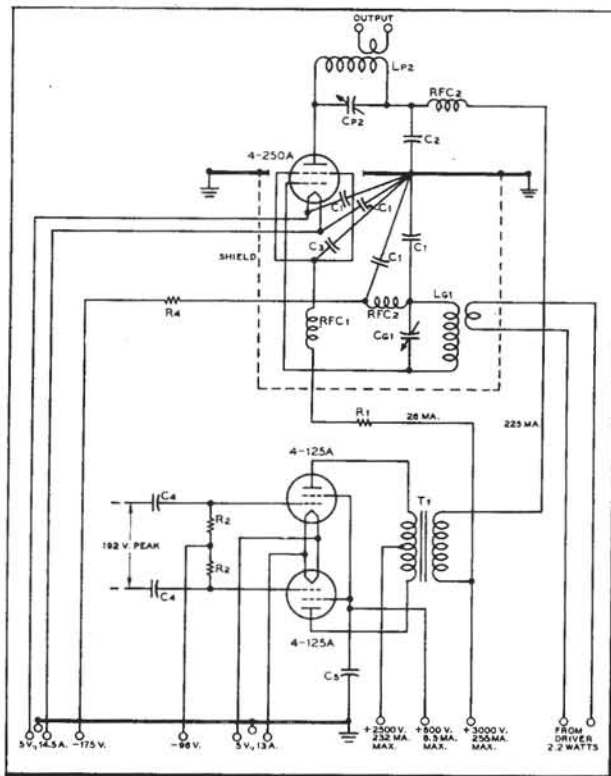 OUTPUT
LP2
RFC2
CP2
C2
4-250A
C1
C1
C3
C1
C1
SHIELD
LG1
R4
RFC1
RFC2
CG1
R1
26 MA.
225 MA.
4-125A
T1
C4
R2
192 V. PEAK
R2
C4
4-125A
C5
5 V., 14.5 A.
-175 V.
-96 V.
5 V., 13 A.
+2500 V.
232 MA.
MAX.
+600 V.
8.3 MA.
MAX.
+3000 V.
255 MA.
MAX.
FROM
DRIVER
2.2 WATTS